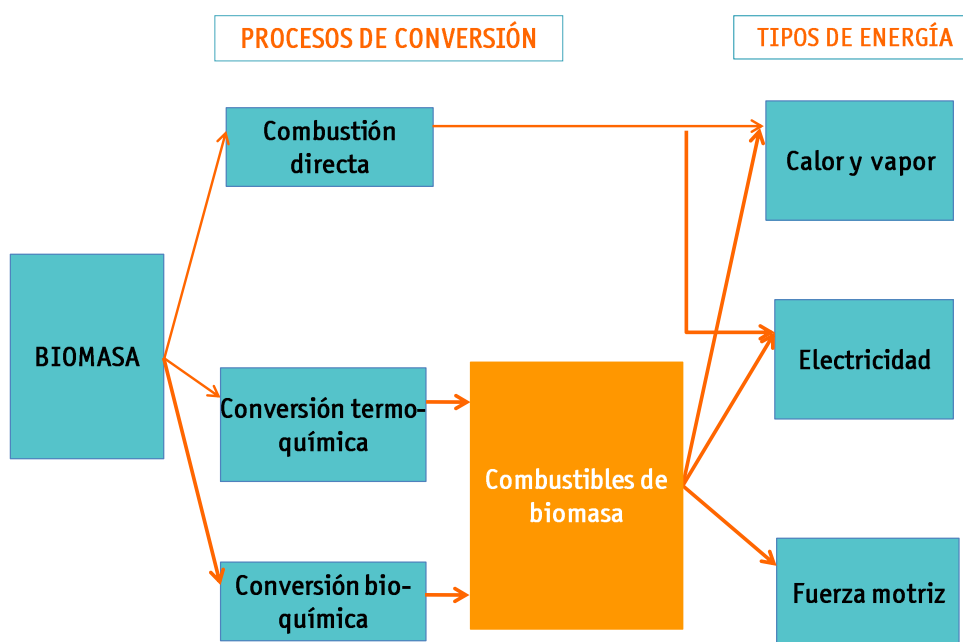 PROCESOS DE CONVERSIÓN
TIPOS DE ENERGÍA
Combustión
directa
Calor y vapor
BIOMASA
Electricidad
Conversión termo-
química
Combustibles de
biomasa
Conversión bio-
química
Fuerza motriz